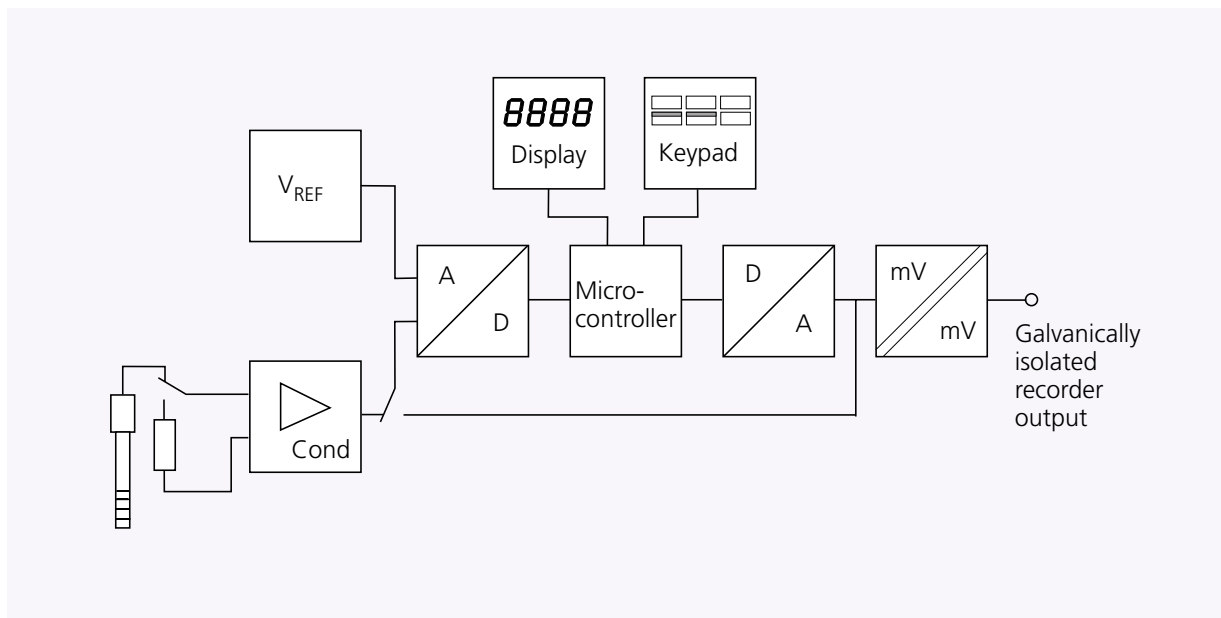 8888
Display
Keypad
VREF
A
D
Micro-
controller
D
A
mV
mV
Galvanically
isolated
recorder
output
Cond